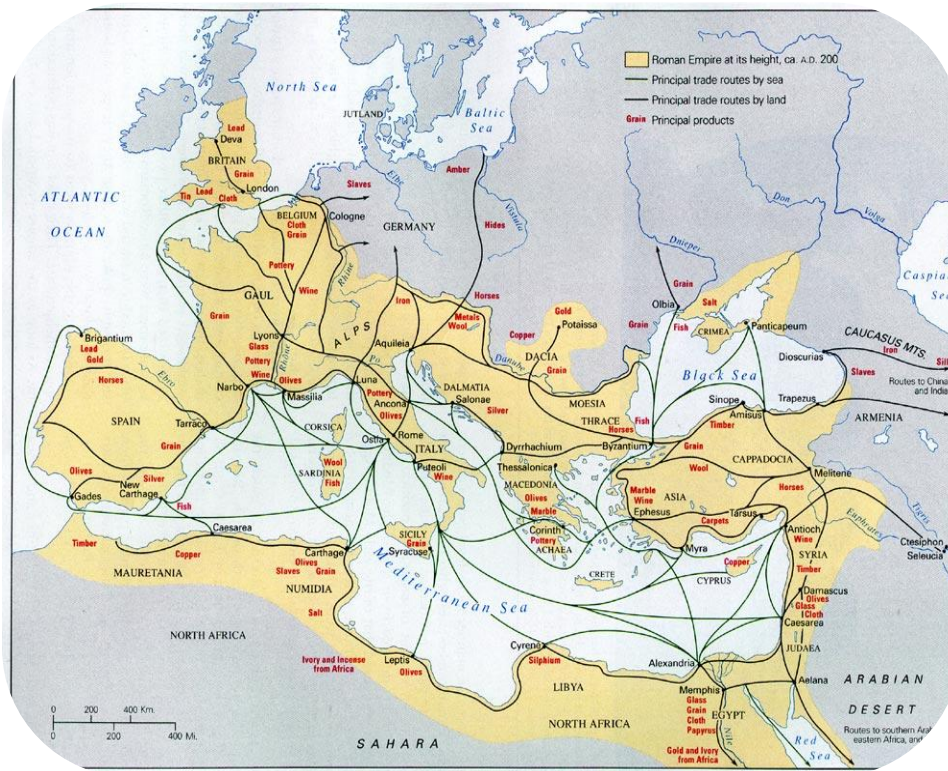 Roman Empire at its height, ca. A.D. 200
Principal trade routes by sea
Principal trade routes by land
Grain Principal products
North Sea
JUTLAND
Baltic
Sea
ATLANTIC
OCEAN
Lead
Deva
BRITAIN
Grain
London
Tin
Lead
Cloth
Slaves
Elbe
Amber
Vistula
Hides
Don
Volga
Dnieper
BELGIUM
Cloth
Grain
Cologne
GERMANY
Pottery
Rhine
Wine
GAUL
Grain
Iron
Horses
Metals
Wool
Gold
Potaissa
Copper
DACIA
Grain
Danube
Grain
Olbia
Grain
Salt
Fish
CRIMEA
Panticapeum
Caspian
CAUCASUS MTS.
Dioscurias
Iron
Slaves
Routes to China
and India
Brigantium
Lead
Gold
Horses
Ebro
SPAIN
Tarraco
Grain
Olives
Silver
New
Carthage
Gades
Fish
Lyons
Glass
Pottery
Wine
Rhône
Olives
Narbo
Massilia
ALPS
Po
Aquileia
Luna
Pottery
Ancona
Olives
DALMATIA
Salonae
Silver
MOESIA
THRACE
Horses
Fish
Byzantium
Black Sea
Sinope
Amisus
Timber
Trapezus
ARMENIA
CORSICA
Ostia
Rome
ITALY
Puteoli
Wine
SARDINIA
Wool
Fish
Dyrrhachium
Thessalonica
MACEDONIA
Olives
Marble
Corinth
Pottery
ACHAEA
Grain
Wool
CAPPADOCIA
Melitene
Horses
Marble
Wine
Ephesus
ASIA
Carpets
Tarsus
Myra
Antioch
Wine
SYRIA
Timber
Euphrates
Tigris
Ctesiphon
Seleucia
Timber
Caesarea
Copper
MAURETANIA
Carthage
Olives
Slaves
Grain
NUMIDIA
Salt
SICILY
Grain
Syracuse
Mediterranean Sea
CRETE
CYPRUS
Copper
Damascus
Olives
Glass
Cloth
Caesarea
JUDAEA
NORTH AFRICA
Ivory and Incense
from Africa
Leptis
Olives
Cyrene
Silphium
LIBYA
NORTH AFRICA
Alexandria
Memphis
Glass
Grain
Cloth
Papyrus
EGYPT
Nile
Gold and Ivory
from Africa
Aelana
ARABIAN
DESERT
Routes to southern
eastern Africa, and
Red
Sea
SAHARA
0 200 400 Km.
0 200 400 Mi.